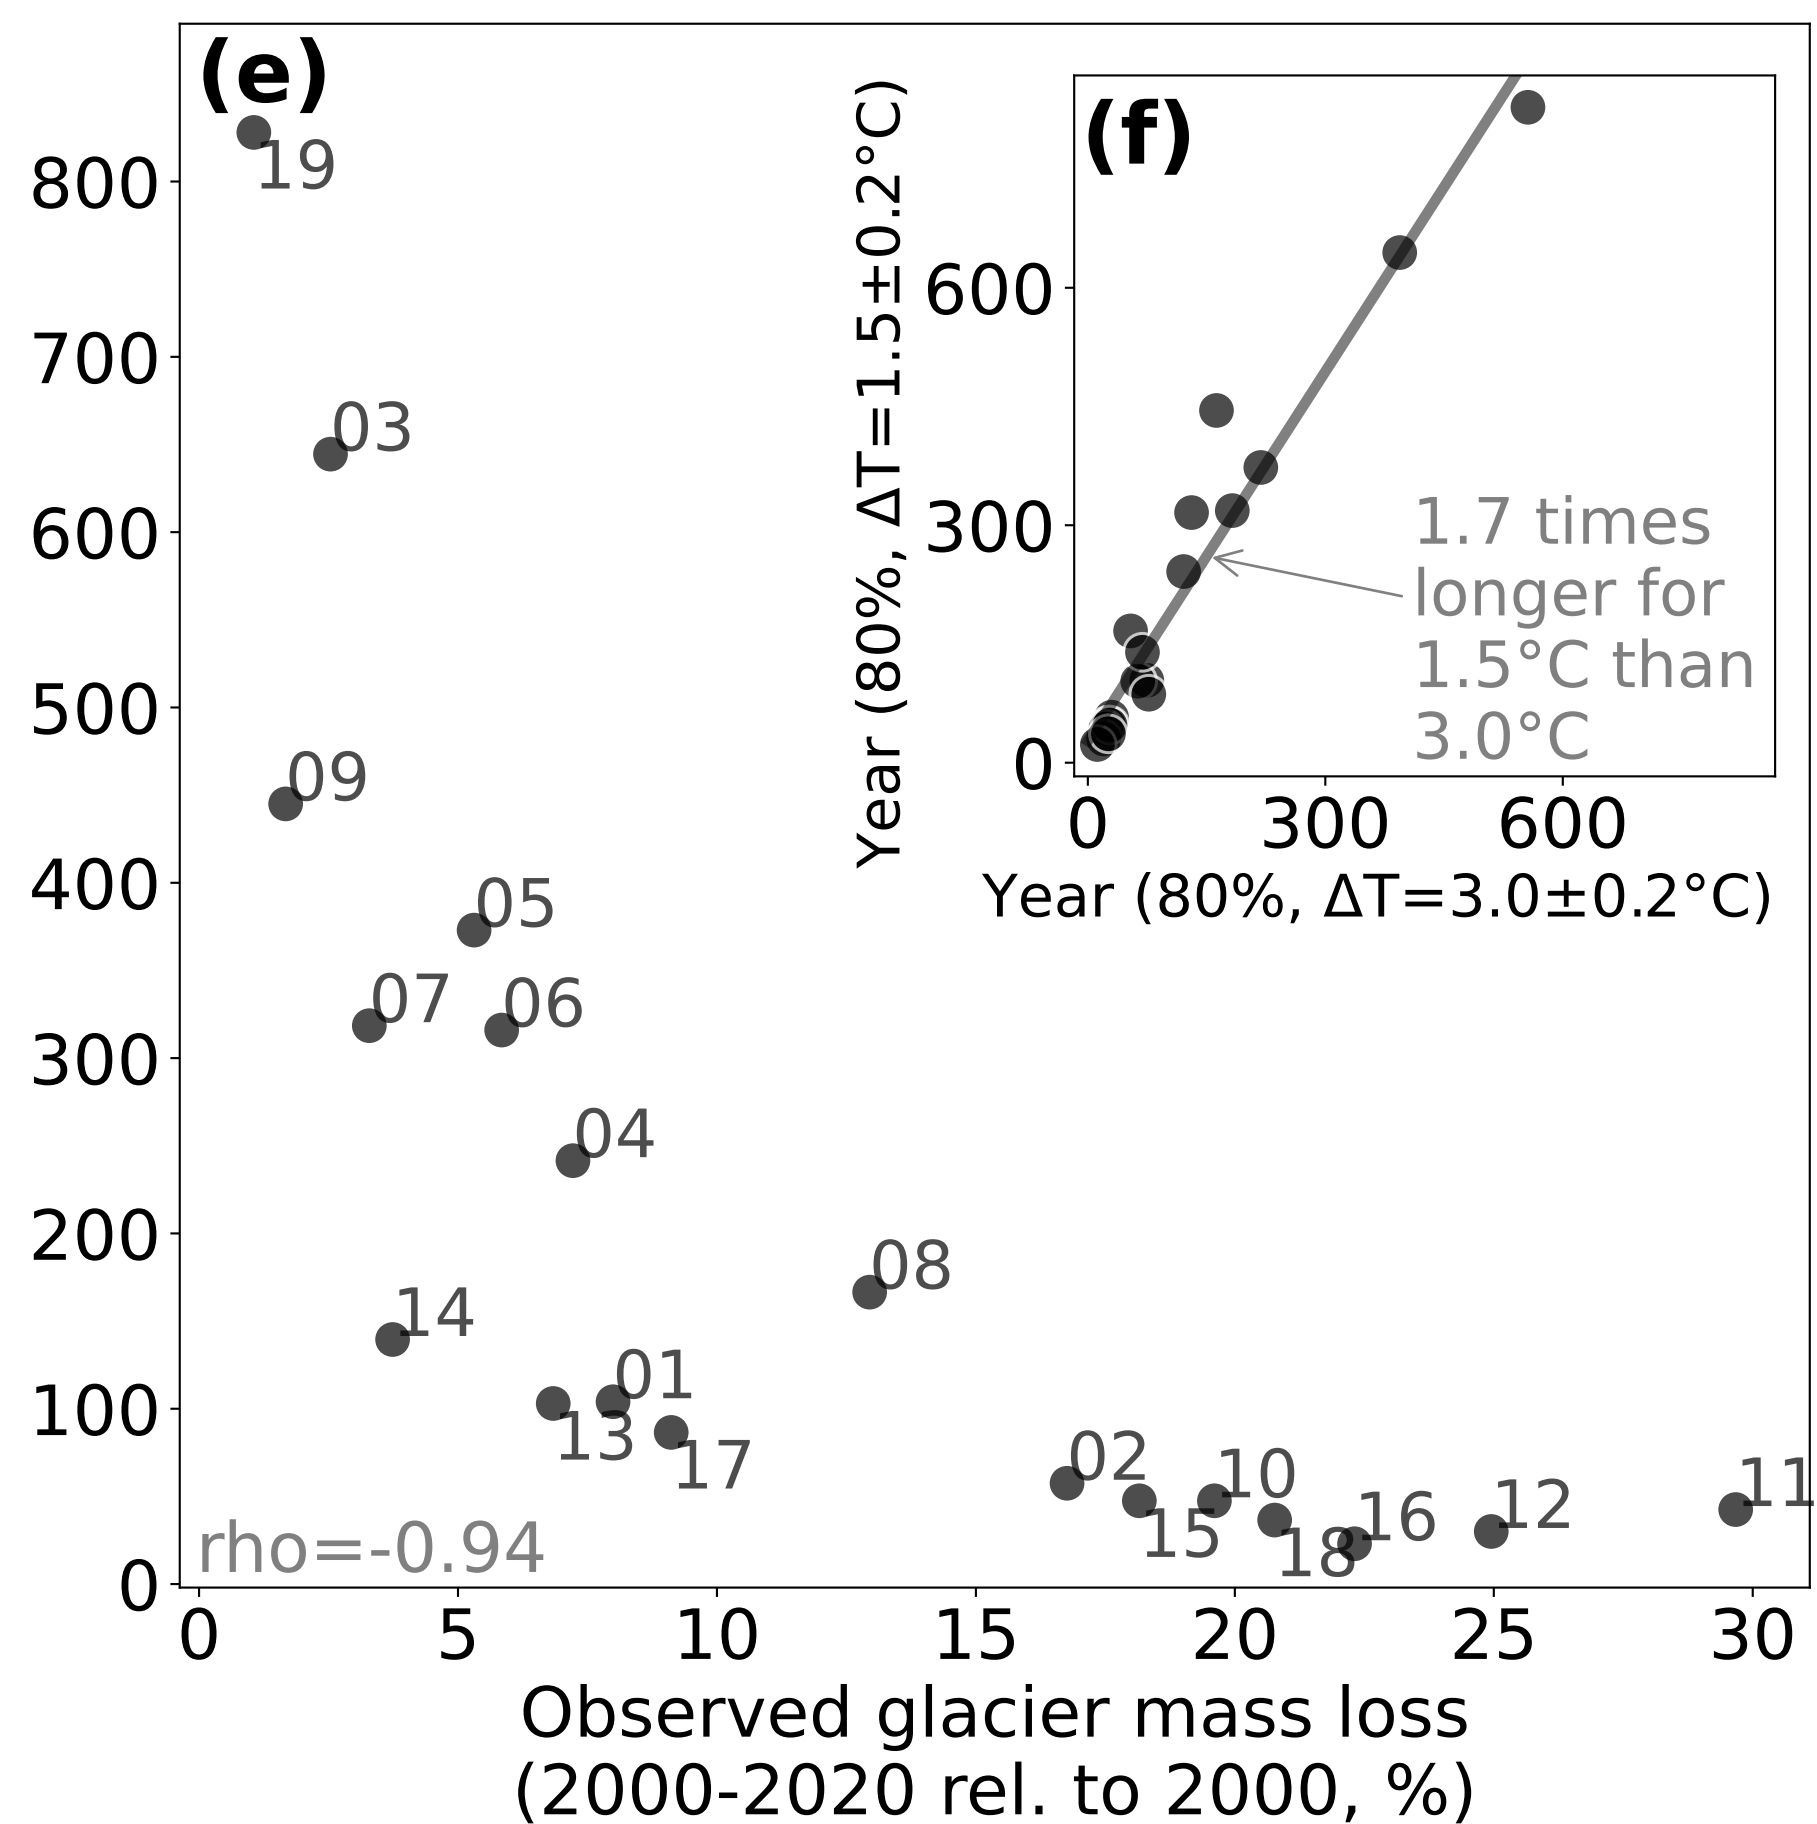 (e)
19
800
700
03
600
500
09
400
05
07
06
300
04
200
08
14
100
01
13
17
02
10
15
18
16
12
11
rho=-0.94
0
0 5 10 15 20 25 30
Observed glacier mass loss
(2000-2020 rel. to 2000, %)
(f)
Year (80%, ΔT=1.5±0.2°C)
600
300
0
1.7 times
longer for
1.5°C than
3.0°C
0 300 600
Year (80%, ΔT=3.0±0.2°C)